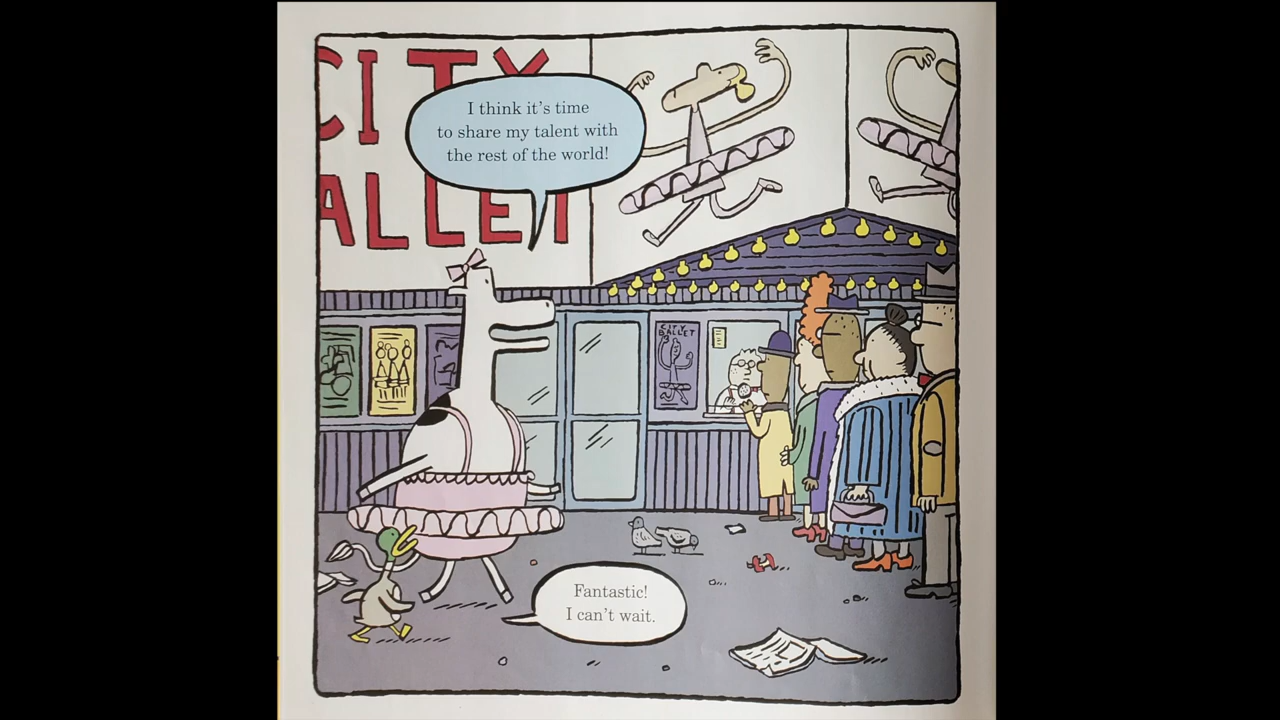 CITY
BALLET
I think it's time
to share my talent with
the rest of the world!
CITY
BALLET
Fantastic!
I can't wait.